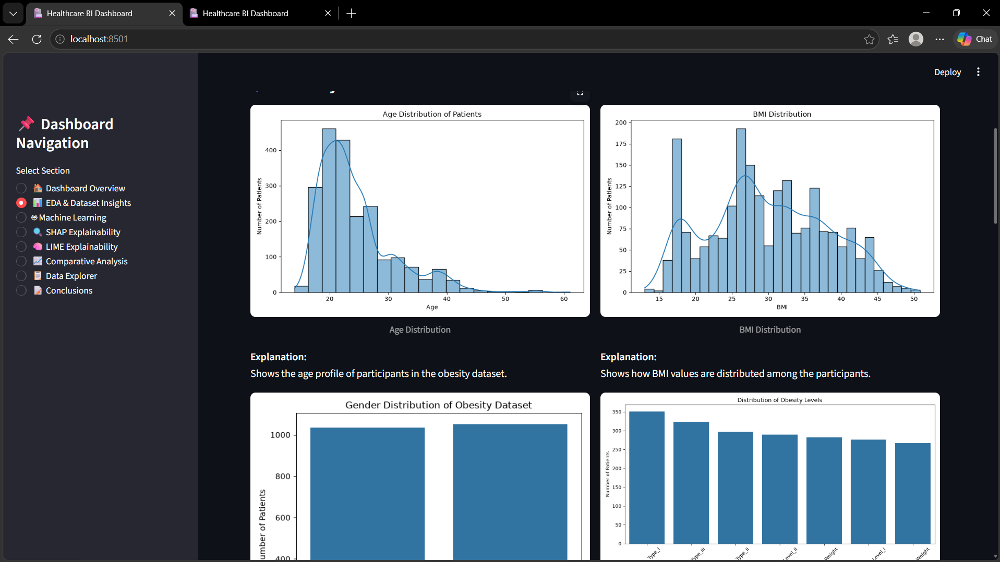 Healthcare BI Dashboard
Healthcare BI Dashboard
localhost:8501
Chat
Deploy
Dashboard
Navigation
Select Section
Dashboard Overview
EDA & Dataset Insights
Machine Learning
SHAP Explainability
LIME Explainability
Comparative Analysis
Data Explorer
Conclusions
Age Distribution of Patients
Number of Patients
400
300
200
100
0
20 30 40 50 60
Age
Age Distribution
Explanation:
Shows the age profile of participants in the obesity dataset.
BMI Distribution
Number of Patients
200
175
150
125
100
75
50
25
0
15 20 25 30 35 40 45 50
BMI
BMI Distribution
Explanation:
Shows how BMI values are distributed among the participants.
Gender Distribution of Obesity Dataset
1000
800
600
400
umber of Patients
Distribution of Obesity Levels
Number of Patients
350
300
250
200
150
100
50
0
Type_I
Type_III
Type_II
Level_II
Weight
Level_I
Weight